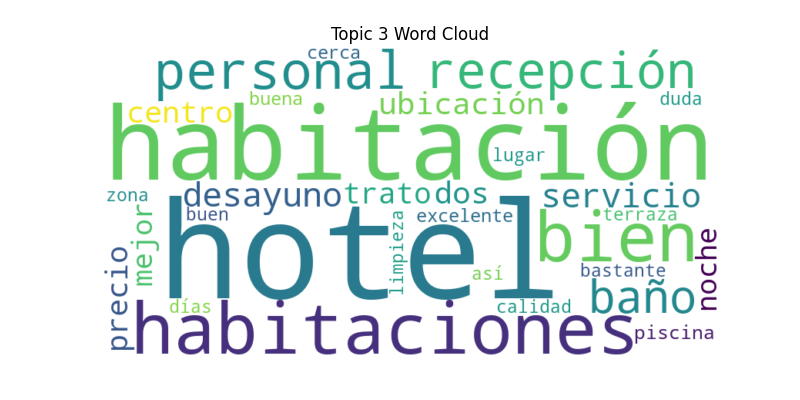 Topic 3 Word Cloud
cerca
personal recepción
buena ubicación duda
centro
habitación
lugar
zona desayuno trato dos servicio
hotel
buen excelente bien terraza
mejor limpieza noche
así bastante
precio días calidad baño
habitaciones piscina